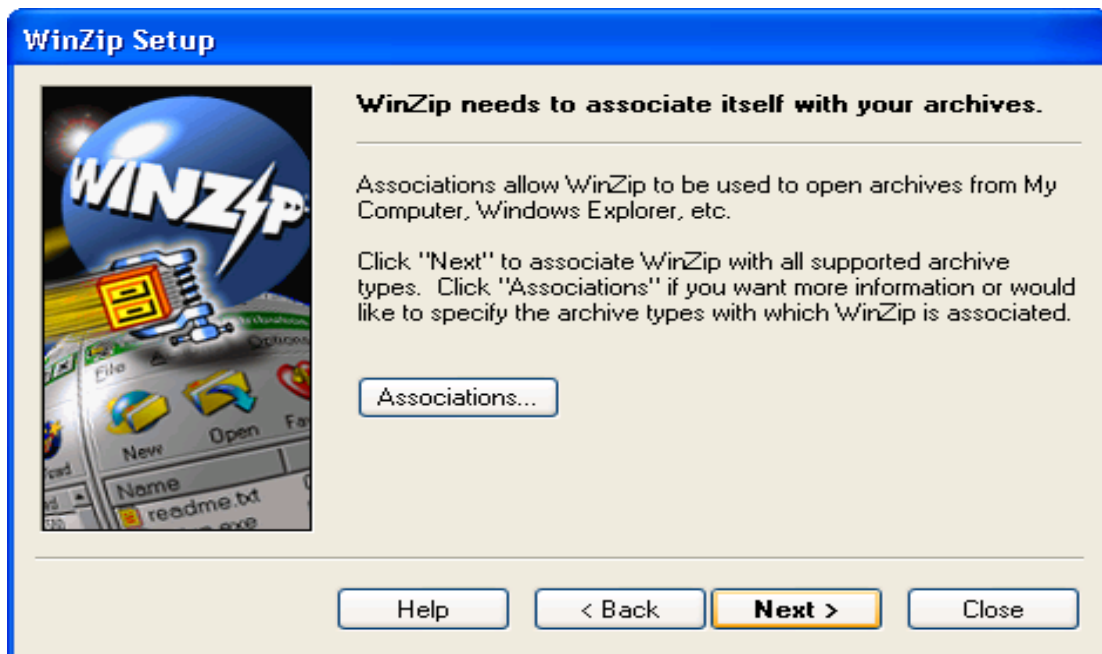 WinZip Setup
WINZIP
File
Options
New
Open
Name
readme.txt
WinZip needs to associate itself with your archives.
Associations allow WinZip to be used to open archives from My
Computer, Windows Explorer, etc.
Click "Next" to associate WinZip with all supported archive
types.  Click "Associations" if you want more information or would
like to specify the archive types with which WinZip is associated.
Associations...
Help
< Back
Next >
Close